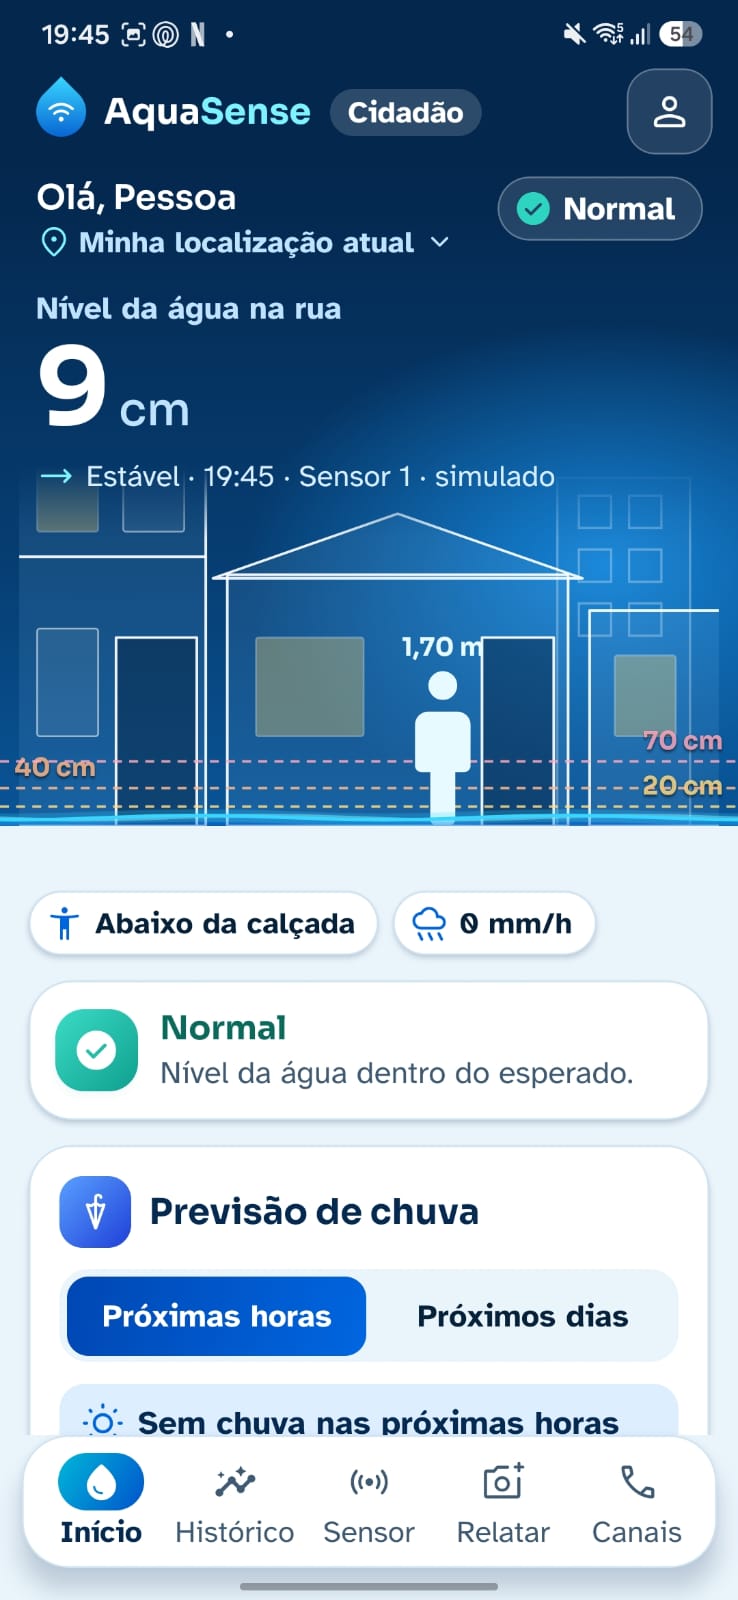 19:45
54
AquaSense Cidadão
Olá, Pessoa
Normal
Minha localização atual
Nível da água na rua
9 cm
→ Estável · 19:45 · Sensor 1 · simulado
1,70 m
70 cm
40 cm
20 cm
Abaixo da calçada
0 mm/h
Normal
Nível da água dentro do esperado.
Previsão de chuva
Próximas horas
Próximos dias
Sem chuva nas próximas horas
Início
Histórico
Sensor
Relatar
Canais